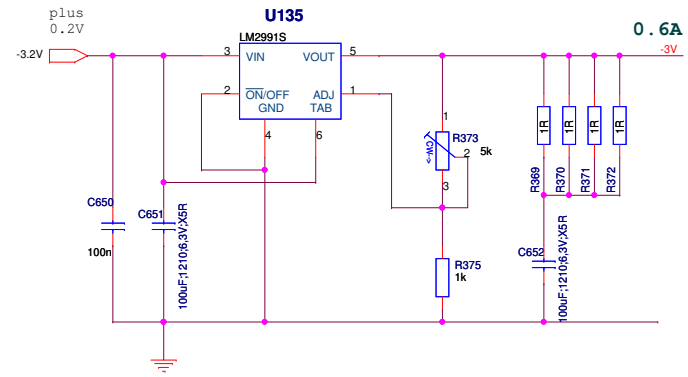 plus
0.2V
-3.2V
U135
LM2991S
3
VIN
VOUT
5
2
ON/OFF
ADJ
1
GND
TAB
4
6
0.6A
-3V
1
CW->
2
R373
5k
3
1R
1R
1R
1R
R369
R370
R371
R372
C650
100n
C651
100uF;1210;6,3V;X5R
R375
1k
C652
100uF;1210;6,3V;X5R